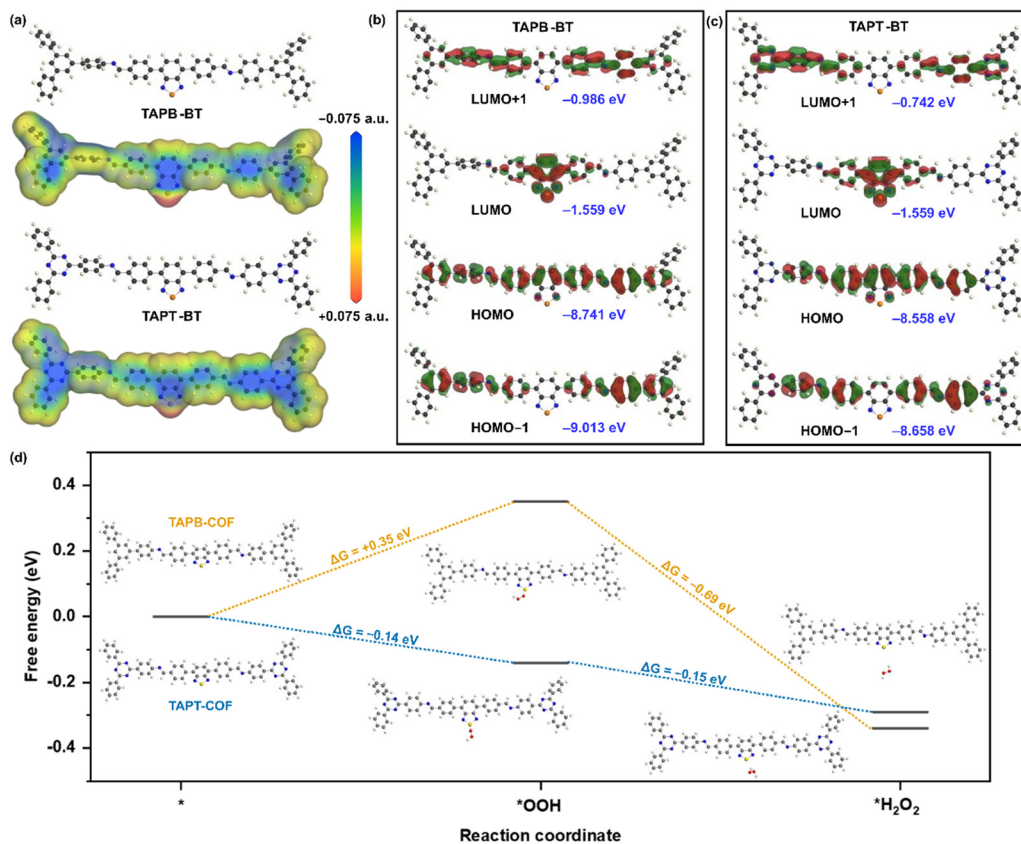 (a)
TAPB-BT
−0.075 a.u.
TAPT-BT
+0.075 a.u.
(b)
TAPB-BT
LUMO+1
−0.986 eV
LUMO
−1.559 eV
HOMO
−8.741 eV
HOMO−1
−9.013 eV
(c)
TAPT-BT
LUMO+1
−0.742 eV
LUMO
−1.559 eV
HOMO
−8.558 eV
HOMO−1
−8.658 eV
(d)
Free energy (eV)
0.4
0.2
0.0
-0.2
-0.4
TAPB-COF
TAPT-COF
ΔG = +0.35 eV
ΔG = −0.69 eV
ΔG = −0.14 eV
ΔG = −0.15 eV
*
*OOH
*H₂O₂
Reaction coordinate